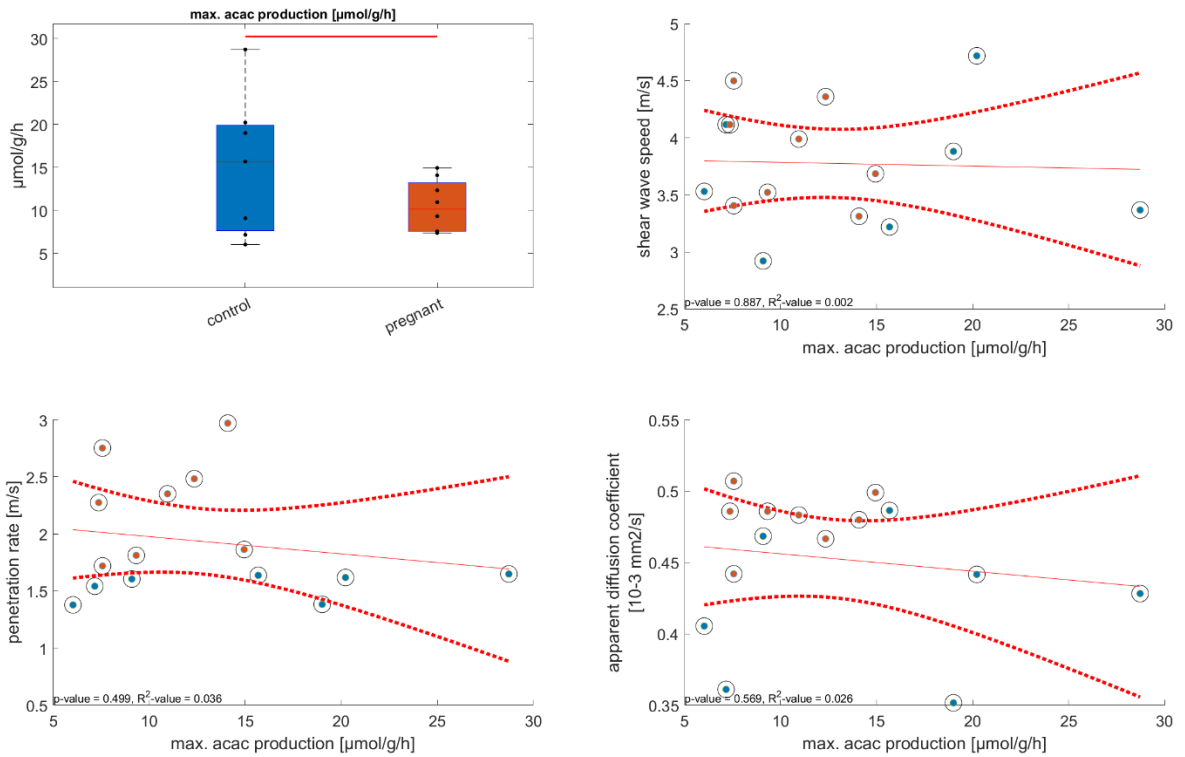 max. acac production [µmol/g/h]
30
25
20
15
10
5
µmol/g/h
control
pregnant
5
4.5
4
3.5
3
2.5
shear wave speed [m/s]
p-value = 0.887, R²-value = 0.002
5
10
15
20
25
30
max. acac production [µmol/g/h]
3
2.5
2
1.5
1
0.5
penetration rate [m/s]
p-value = 0.499, R²-value = 0.036
5
10
15
20
25
30
max. acac production [µmol/g/h]
0.55
0.5
0.45
0.4
0.35
apparent diffusion coefficient
[10-3 mm2/s]
p-value = 0.569, R²-value = 0.026
5
10
15
20
25
30
max. acac production [µmol/g/h]